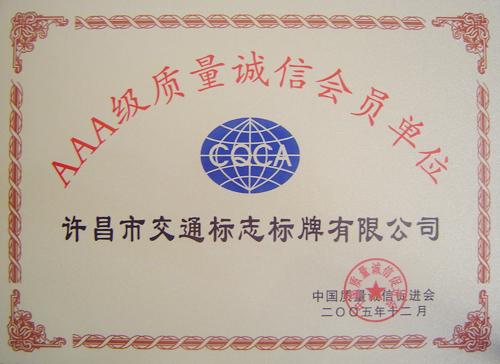 AAA级质量诚信会员单位
CQCA
许昌市交通标志标牌有限公司
中国质量诚信促进会
二〇〇五年十二月